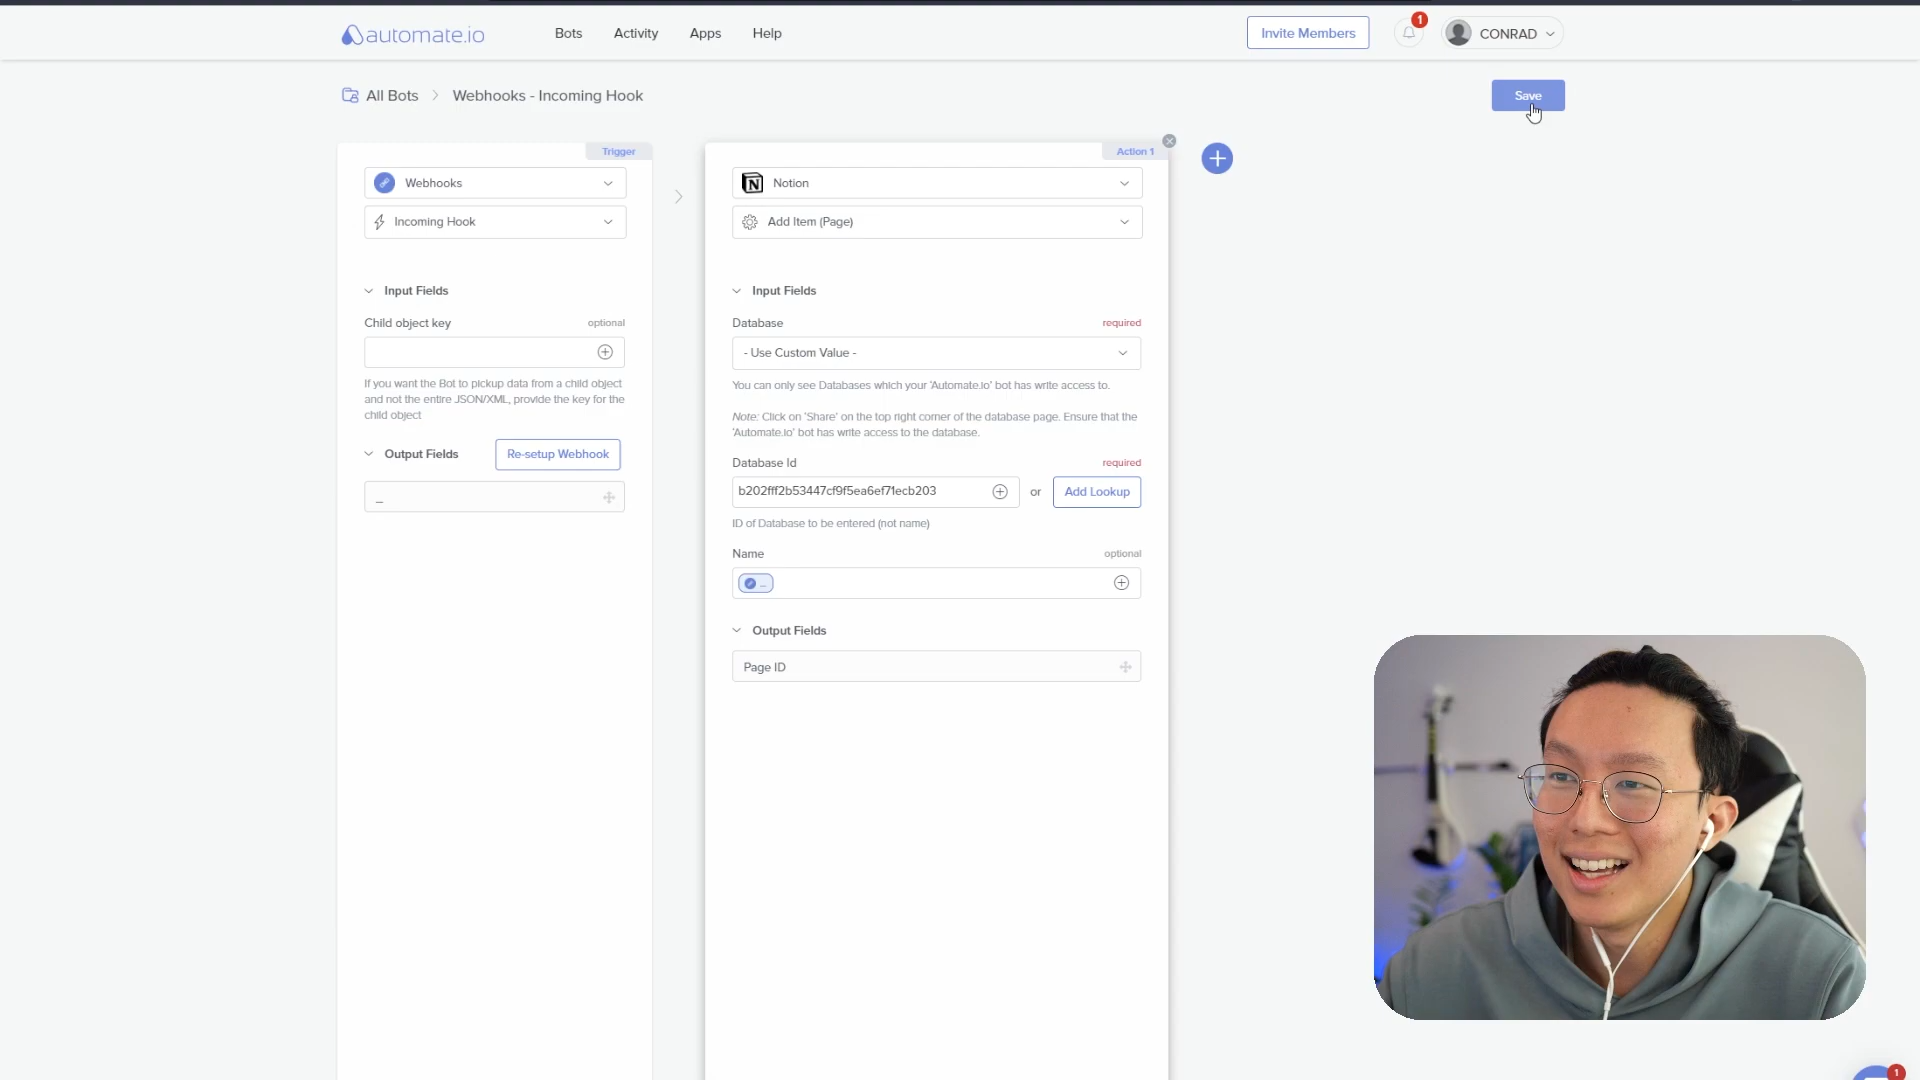 automate.io
Bots
Activity
Apps
Help
Invite Members
1
CONRAD
All Bots
Webhooks - Incoming Hook
Save
Trigger
Webhooks
Incoming Hook
Input Fields
Child object key
optional
If you want the Bot to pickup data from a child object
and not the entire JSON/XML, provide the key for the
child object
Output Fields
Re-setup Webhook
_
Action 1
Notion
Add Item (Page)
Input Fields
Database
required
- Use Custom Value -
You can only see Databases which your 'Automate.io' bot has write access to.
Note: Click on 'Share' on the top right corner of the database page. Ensure that the
'Automate.io' bot has write access to the database.
Database Id
required
b202fff2b53447cf9f5ea6ef71ecb203
or
Add Lookup
ID of Database to be entered (not name)
Name
optional
_
Output Fields
Page ID
1